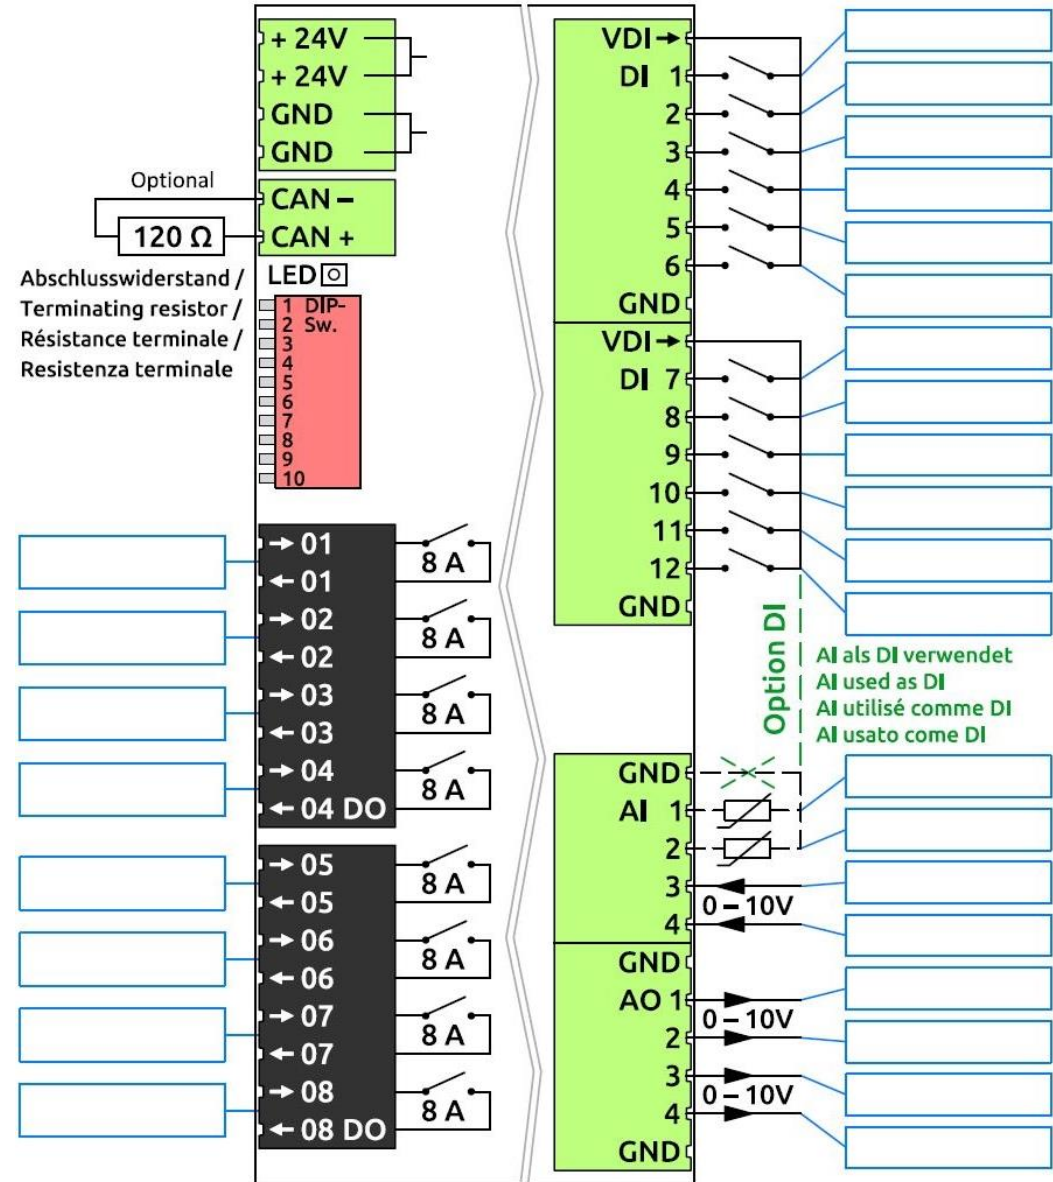 + 24V
+ 24V
GND
GND
Optional
CAN –
CAN +
120 Ω
Abschlusswiderstand /
Terminating resistor /
Résistance terminale /
Resistenza terminale
LED
1 DIP-
2 Sw.
3
4
5
6
7
8
9
10
→ 01
8 A
← 01
→ 02
8 A
← 02
→ 03
8 A
← 03
→ 04
8 A
← 04 DO
→ 05
8 A
← 05
→ 06
8 A
← 06
→ 07
8 A
← 07
→ 08
8 A
← 08 DO
VDI→
DI 1
2
3
4
5
6
GND
VDI→
DI 7
8
9
10
11
12
GND
Option DI
AI als DI verwendet
AI used as DI
AI utilisé comme DI
AI usato come DI
GND
AI 1
2
3
0 – 10V
4
GND
AO 1
0 – 10V
2
3
0 – 10V
4
GND